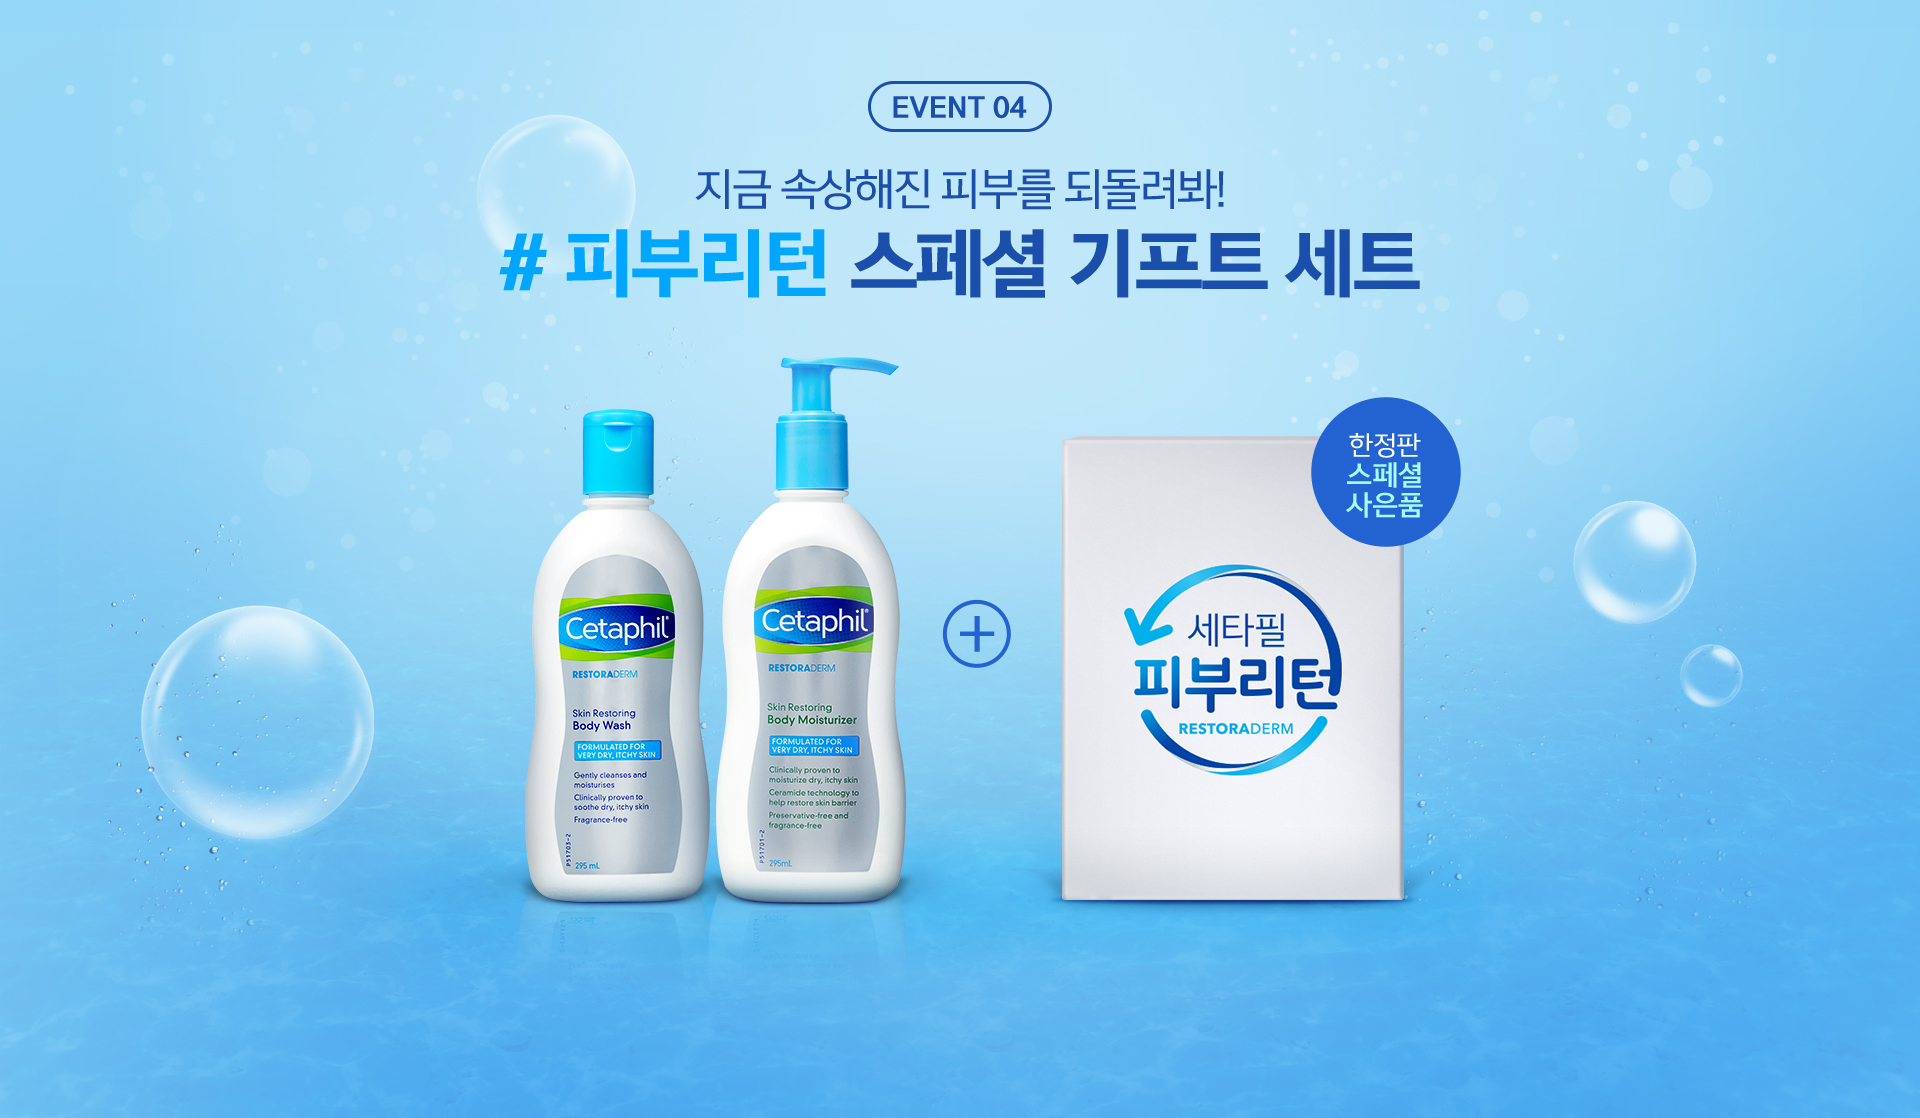 EVENT 04
지금 속상해진 피부를 되돌려봐!
# 피부리턴 스페셜 기프트 세트
Cetaphil®
RESTORADERM
Skin Restoring
Body Wash
FORMULATED FOR
VERY DRY, ITCHY SKIN
Gently cleanses and
moisturises
Clinically proven to
soothe dry, itchy skin
Fragrance-free
P51703-2
295 mL
Cetaphil®
RESTORADERM
Skin Restoring
Body Moisturizer
FORMULATED FOR
VERY DRY, ITCHY SKIN
Clinically proven to
moisturize dry, itchy skin
Ceramide technology to
help restore skin barrier
Preservative-free and
fragrance-free
P51701-2
295mL
한정판
스페셜
사은품
세타필
피부리턴
RESTORADERM